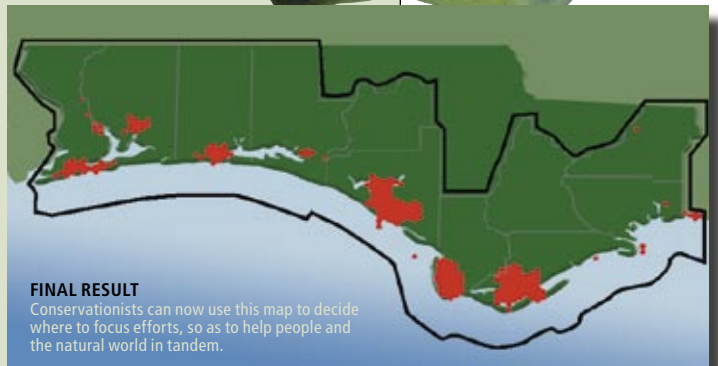 FINAL RESULT
Conservationists can now use this map to decide
where to focus efforts, so as to help people and
the natural world in tandem.